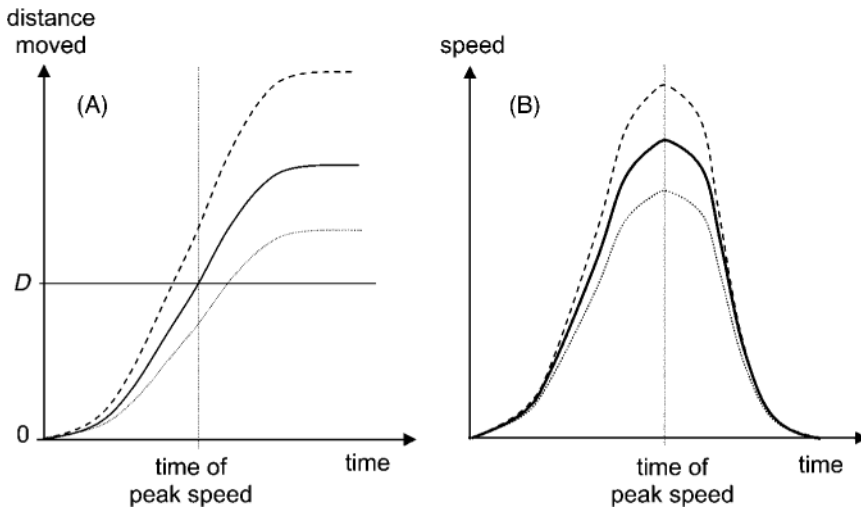 distance
moved
(A)
D
0
time of
peak speed
time
speed
(B)
time of
peak speed
time